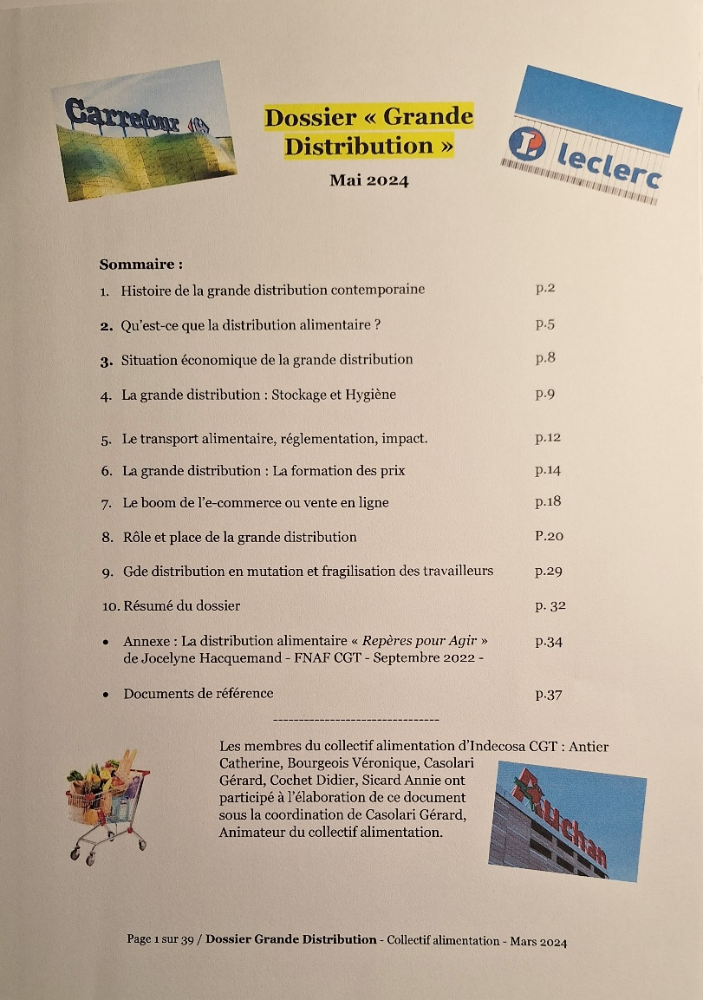 Carrefour
Dossier « Grande
Distribution »
Mai 2024
L leclerc
Sommaire :
1. Histoire de la grande distribution contemporaine p.2
2. Qu'est-ce que la distribution alimentaire ? p.5
3. Situation économique de la grande distribution p.8
4. La grande distribution : Stockage et Hygiène p.9
5. Le transport alimentaire, réglementation, impact. p.12
6. La grande distribution : La formation des prix p.14
7. Le boom de l'e-commerce ou vente en ligne p.18
8. Rôle et place de la grande distribution P.20
9. Gde distribution en mutation et fragilisation des travailleurs p.29
10. Résumé du dossier p. 32
• Annexe : La distribution alimentaire « Repères pour Agir » p.34
de Jocelyne Hacquemand - FNAF CGT - Septembre 2022 -
• Documents de référence p.37
--------------------------------
Les membres du collectif alimentation d'Indecosa CGT : Antier
Catherine, Bourgeois Véronique, Casolari
Gérard, Cochet Didier, Sicard Annie ont
participé à l'élaboration de ce document
sous la coordination de Casolari Gérard,
Animateur du collectif alimentation.
Auchan
Page 1 sur 39 / Dossier Grande Distribution - Collectif alimentation - Mars 2024